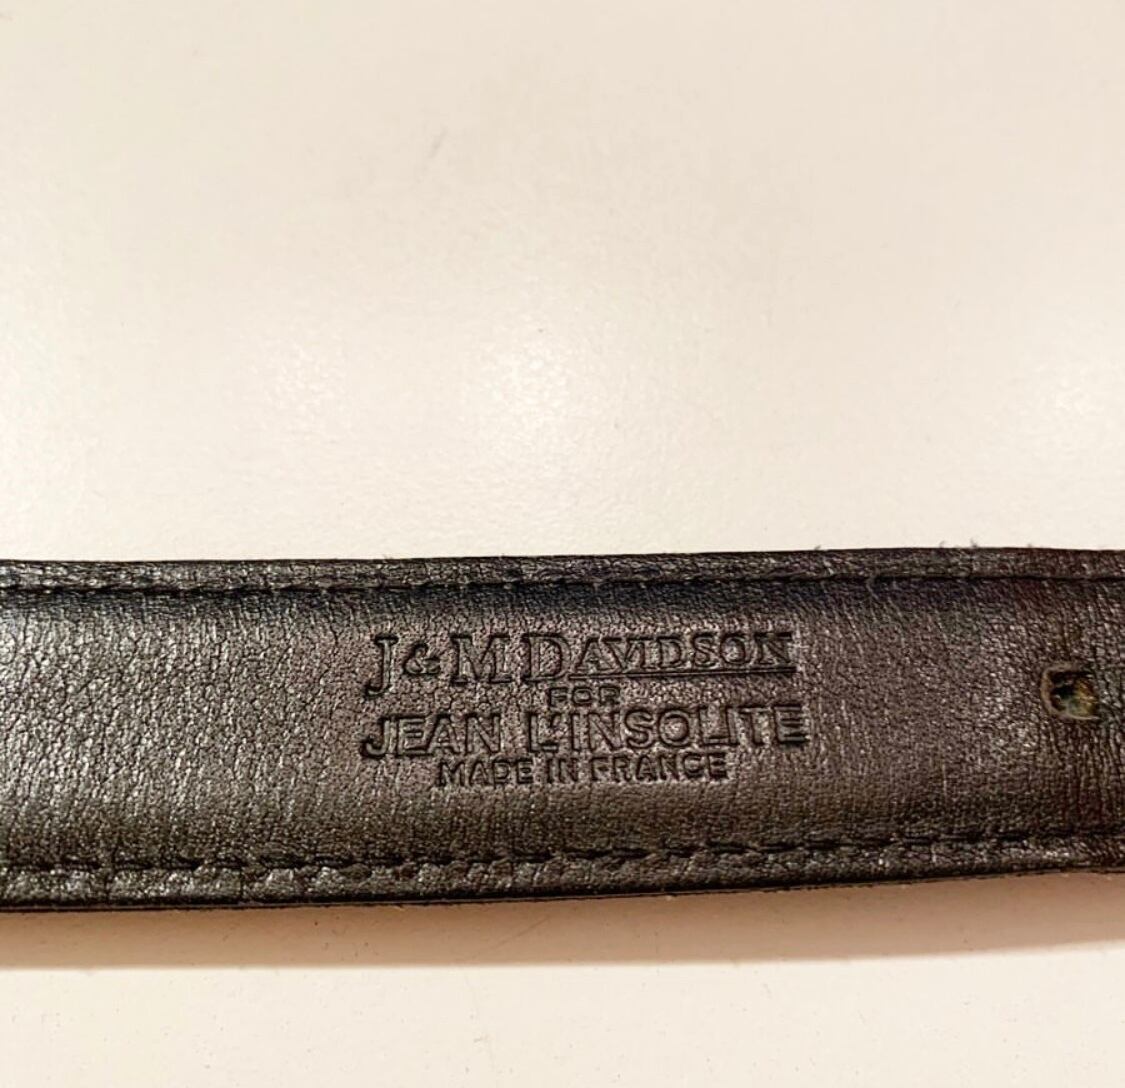 J&M DAVIDSON
FOR
JEAN L'INSOLITE
MADE IN FRANCE